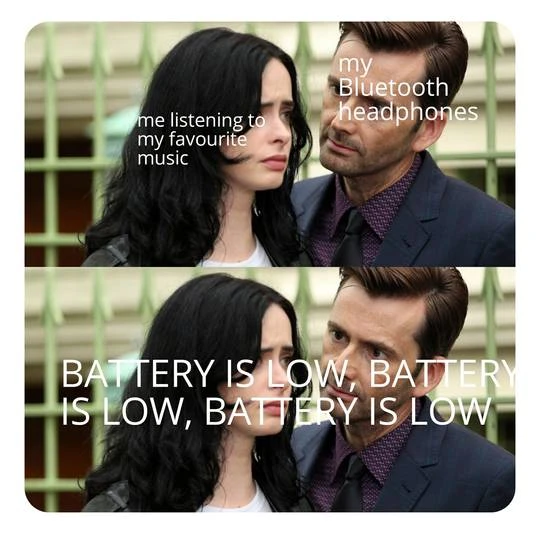 me listening to
my favourite
music
my
Bluetooth
headphones
BATTERY IS LOW, BATTERY
IS LOW, BATTERY IS LOW